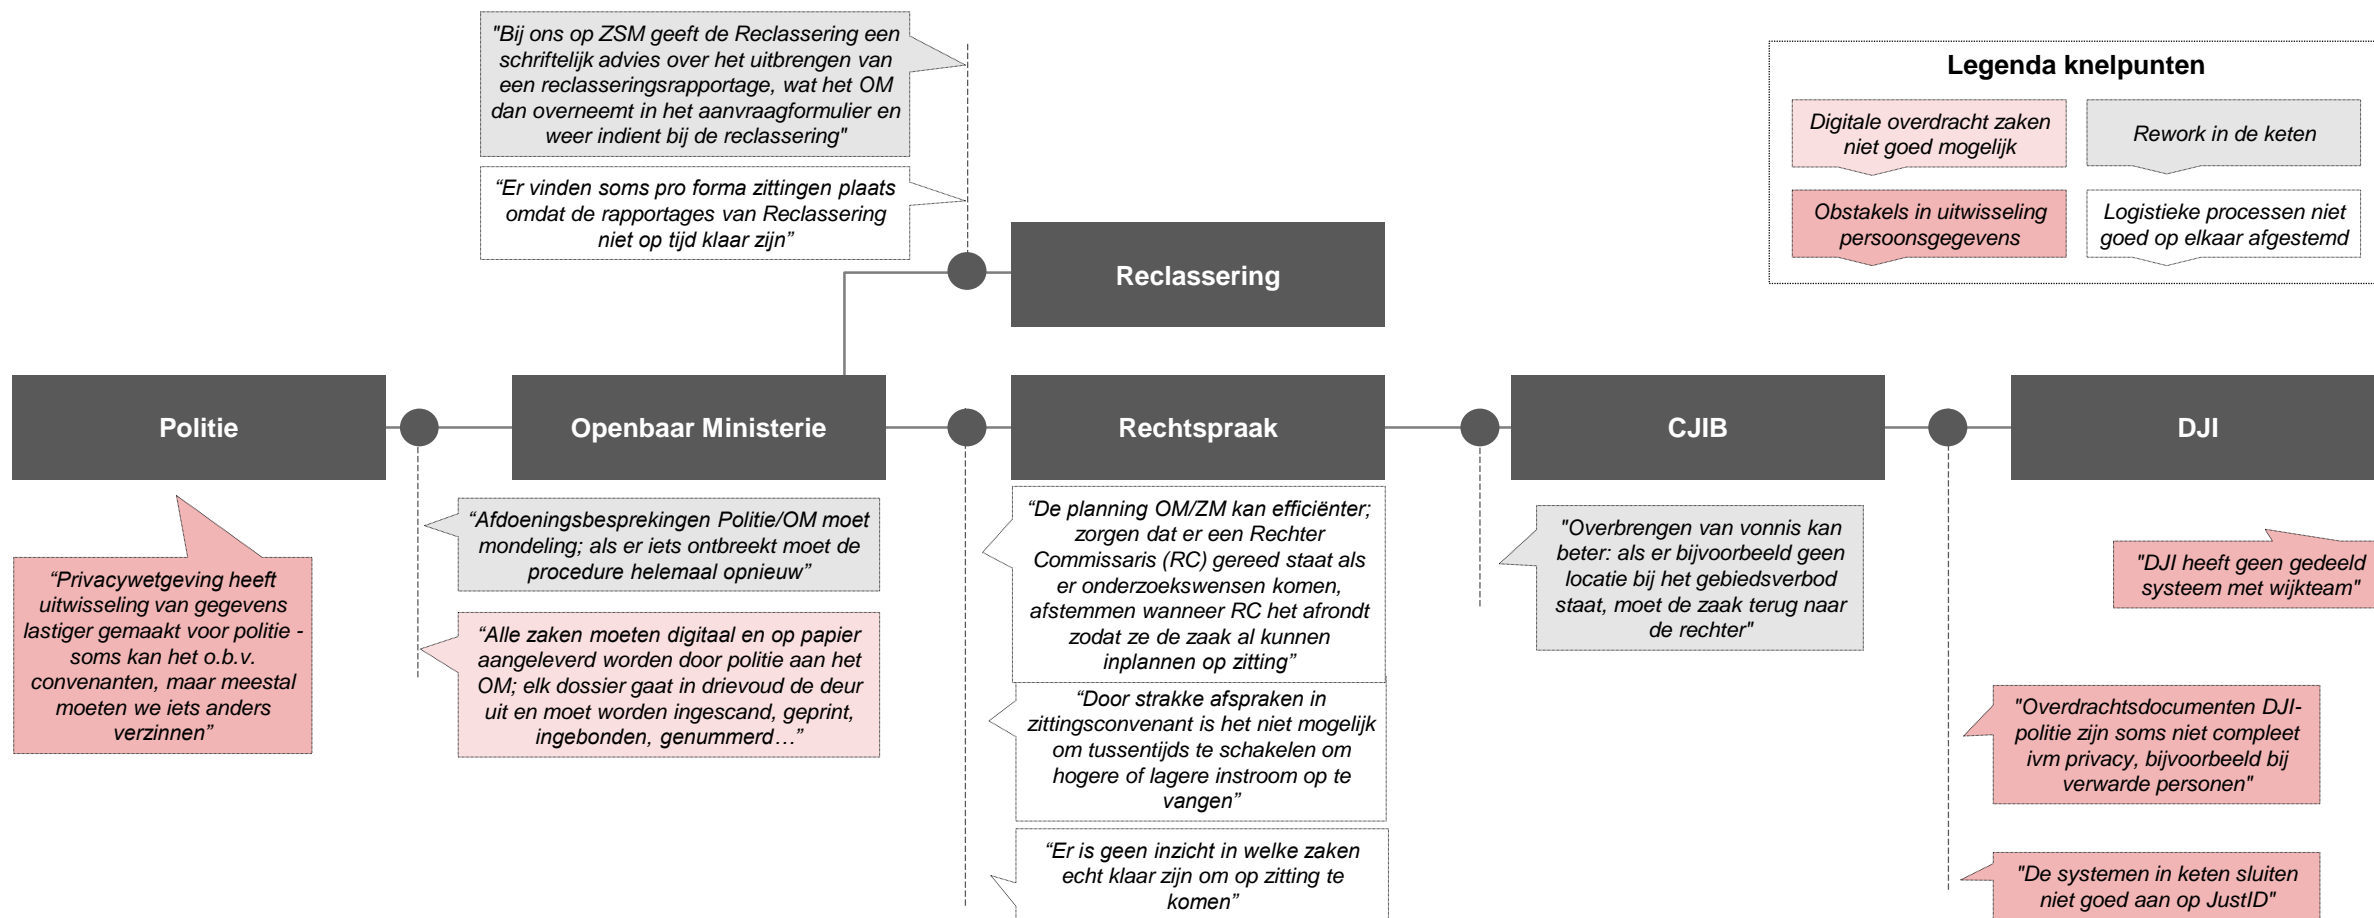 "Bij ons op ZSM geeft de Reclassering een
schriftelijk advies over het uitbrengen van
een reclasseringsrapportage, wat het OM
dan overneemt in het aanvraagformulier en
weer indient bij de reclassering"
“Er vinden soms pro forma zittingen plaats
omdat de rapportages van Reclassering
niet op tijd klaar zijn”
Legenda knelpunten
Digitale overdracht zaken
niet goed mogelijk
Rework in de keten
Obstakels in uitwisseling
persoonsgegevens
Logistieke processen niet
goed op elkaar afgestemd
Reclassering
Politie
Openbaar Ministerie
Rechtspraak
CJIB
DJI
“Privacywetgeving heeft
uitwisseling van gegevens
lastiger gemaakt voor politie -
soms kan het o.b.v.
convenanten, maar meestal
moeten we iets anders
verzinnen”
“Afdoeningsbesprekingen Politie/OM moet
mondeling; als er iets ontbreekt moet de
procedure helemaal opnieuw”
“Alle zaken moeten digitaal en op papier
aangeleverd worden door politie aan het
OM; elk dossier gaat in drievoud de deur
uit en moet worden ingescand, geprint,
ingebonden, genummerd…”
“De planning OM/ZM kan efficiënter;
zorgen dat er een Rechter
Commissaris (RC) gereed staat als
er onderzoekswensen komen,
afstemmen wanneer RC het afrondt
zodat ze de zaak al kunnen
inplannen op zitting”
“Door strakke afspraken in
zittingsconvenant is het niet mogelijk
om tussentijds te schakelen om
hogere of lagere instroom op te
vangen”
“Er is geen inzicht in welke zaken
echt klaar zijn om op zitting te
komen”
"Overbrengen van vonnis kan
beter: als er bijvoorbeeld geen
locatie bij het gebiedsverbod
staat, moet de zaak terug naar
de rechter"
"DJI heeft geen gedeeld
systeem met wijkteam"
"Overdrachtsdocumenten DJI-
politie zijn soms niet compleet
ivm privacy, bijvoorbeeld bij
verwarde personen"
"De systemen in keten sluiten
niet goed aan op JustID"